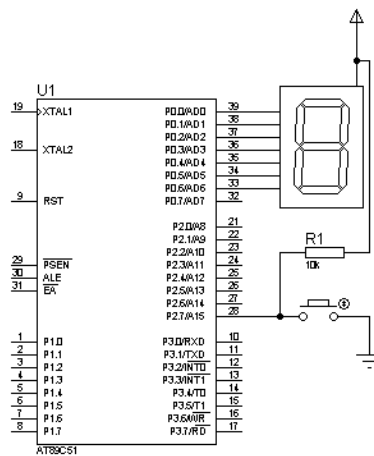 U1
19 XTAL1 P0.0/AD0 39
P0.1/AD1 38
P0.2/AD2 37
18 XTAL2 P0.3/AD3 36
P0.4/AD4 35
P0.5/AD5 34
P0.6/AD6 33
9 RST P0.7/AD7 32
P2.0/A8 21
P2.1/A9 22
P2.2/A10 23
29 PSEN P2.3/A11 24
30 ALE P2.4/A12 25
31 EA P2.5/A13 26
P2.6/A14 27
P2.7/A15 28
1 P1.0 P3.0/RXD 10
2 P1.1 P3.1/TXD 11
3 P1.2 P3.2/INT0 12
4 P1.3 P3.3/INT1 13
5 P1.4 P3.4/T0 14
6 P1.5 P3.5/T1 15
7 P1.6 P3.6/WR 16
8 P1.7 P3.7/RD 17
AT89C51
R1
10k